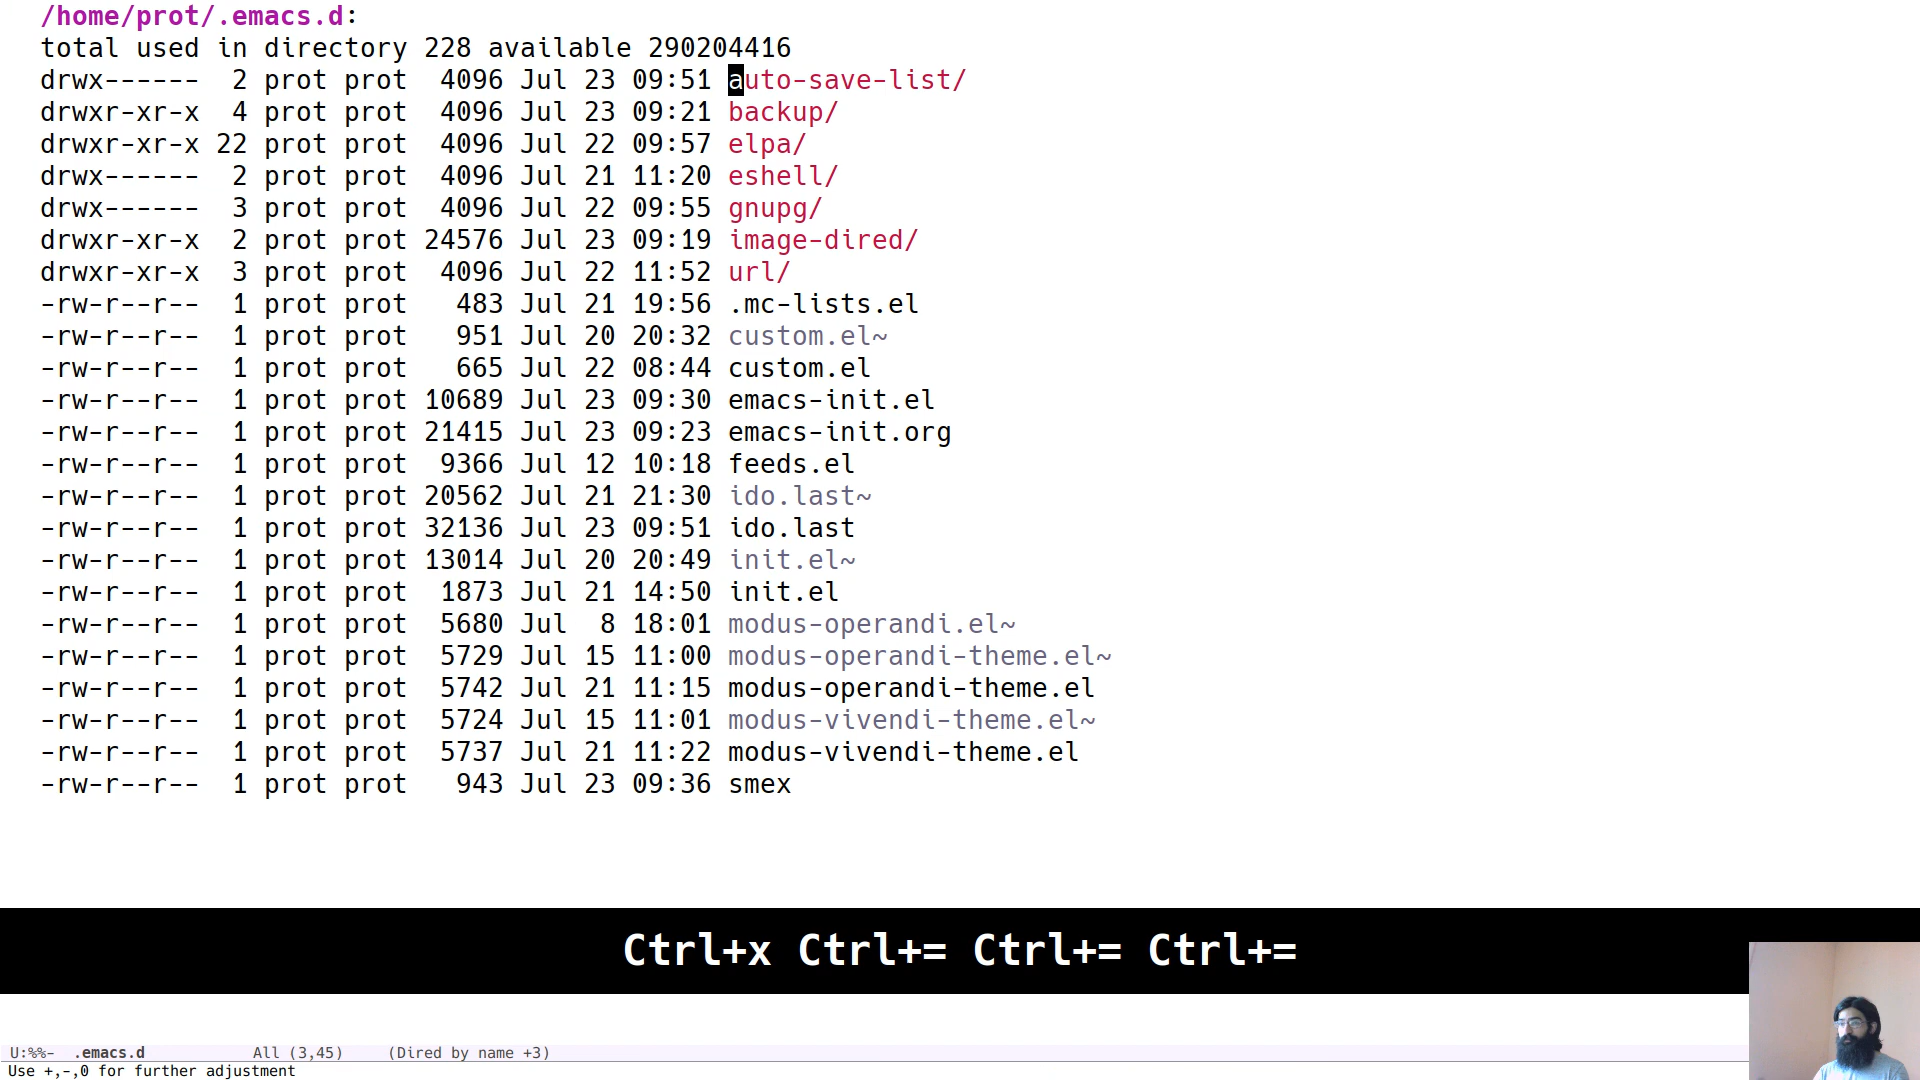 /home/prot/.emacs.d:
total used in directory 228 available 290204416
drwx------  2 prot prot  4096 Jul 23 09:51 auto-save-list/
drwxr-xr-x  4 prot prot  4096 Jul 23 09:21 backup/
drwxr-xr-x 22 prot prot  4096 Jul 22 09:57 elpa/
drwx------  2 prot prot  4096 Jul 21 11:20 eshell/
drwx------  3 prot prot  4096 Jul 22 09:55 gnupg/
drwxr-xr-x  2 prot prot 24576 Jul 23 09:19 image-dired/
drwxr-xr-x  3 prot prot  4096 Jul 22 11:52 url/
-rw-r--r--  1 prot prot   483 Jul 21 19:56 .mc-lists.el
-rw-r--r--  1 prot prot   951 Jul 20 20:32 custom.el~
-rw-r--r--  1 prot prot   665 Jul 22 08:44 custom.el
-rw-r--r--  1 prot prot 10689 Jul 23 09:30 emacs-init.el
-rw-r--r--  1 prot prot 21415 Jul 23 09:23 emacs-init.org
-rw-r--r--  1 prot prot  9366 Jul 12 10:18 feeds.el
-rw-r--r--  1 prot prot 20562 Jul 21 21:30 ido.last~
-rw-r--r--  1 prot prot 32136 Jul 23 09:51 ido.last
-rw-r--r--  1 prot prot 13014 Jul 20 20:49 init.el~
-rw-r--r--  1 prot prot  1873 Jul 21 14:50 init.el
-rw-r--r--  1 prot prot  5680 Jul  8 18:01 modus-operandi.el~
-rw-r--r--  1 prot prot  5729 Jul 15 11:00 modus-operandi-theme.el~
-rw-r--r--  1 prot prot  5742 Jul 21 11:15 modus-operandi-theme.el
-rw-r--r--  1 prot prot  5724 Jul 15 11:01 modus-vivendi-theme.el~
-rw-r--r--  1 prot prot  5737 Jul 21 11:22 modus-vivendi-theme.el
-rw-r--r--  1 prot prot   943 Jul 23 09:36 smex
Ctrl+x Ctrl+= Ctrl+= Ctrl+=
U:%%-  .emacs.d            All (3,45)     (Dired by name +3)
Use +,-,0 for further adjustment